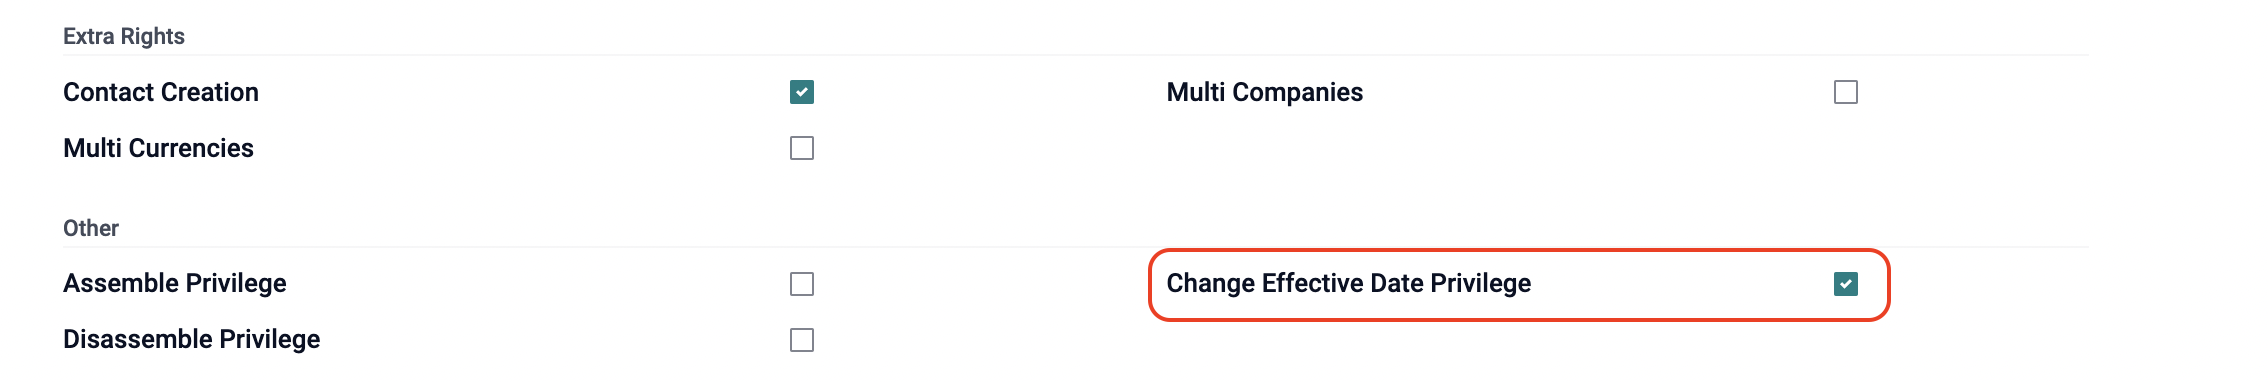 Extra Rights
Contact Creation
Multi Companies
Multi Currencies
Other
Assemble Privilege
Change Effective Date Privilege
Disassemble Privilege